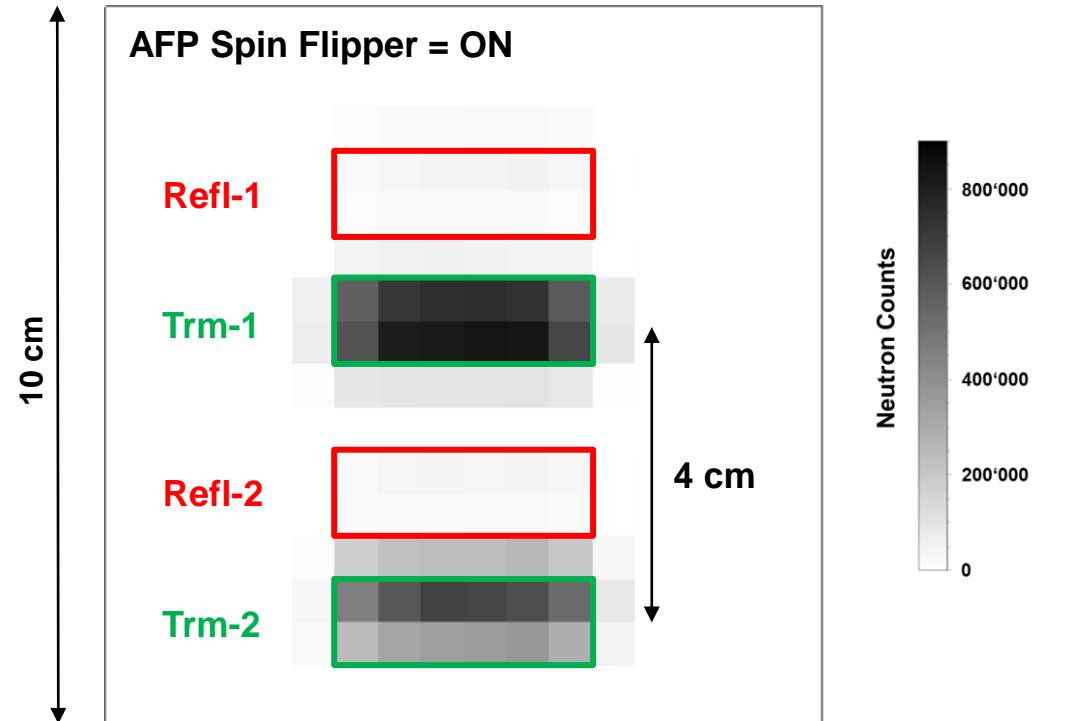 AFP Spin Flipper = ON
10 cm
Refl-1
Trm-1
Refl-2
Trm-2
4 cm
Neutron Counts
800‘000
600‘000
400‘000
200‘000
0